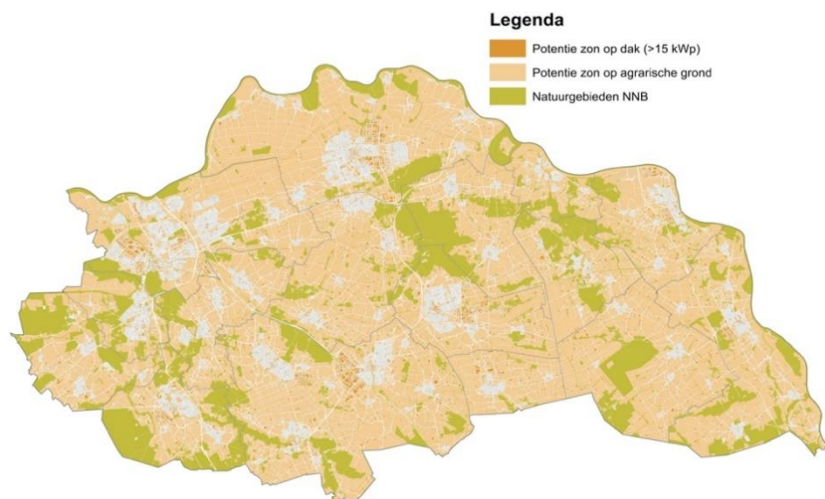 Legenda
Potentie zon op dak (>15 kWp)
Potentie zon op agrarische grond
Natuurgebieden NNB